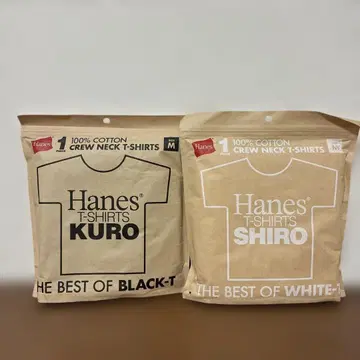 Hanes
1
100% COTTON
CREW NECK T-SHIRTS
M
Hanes®
T-SHIRTS
KURO
THE BEST OF BLACK-T
Hanes
1
100% COTTON
CREW NECK T-SHIRTS
Hanes®
T-SHIRTS
SHIRO
THE BEST OF WHITE-T